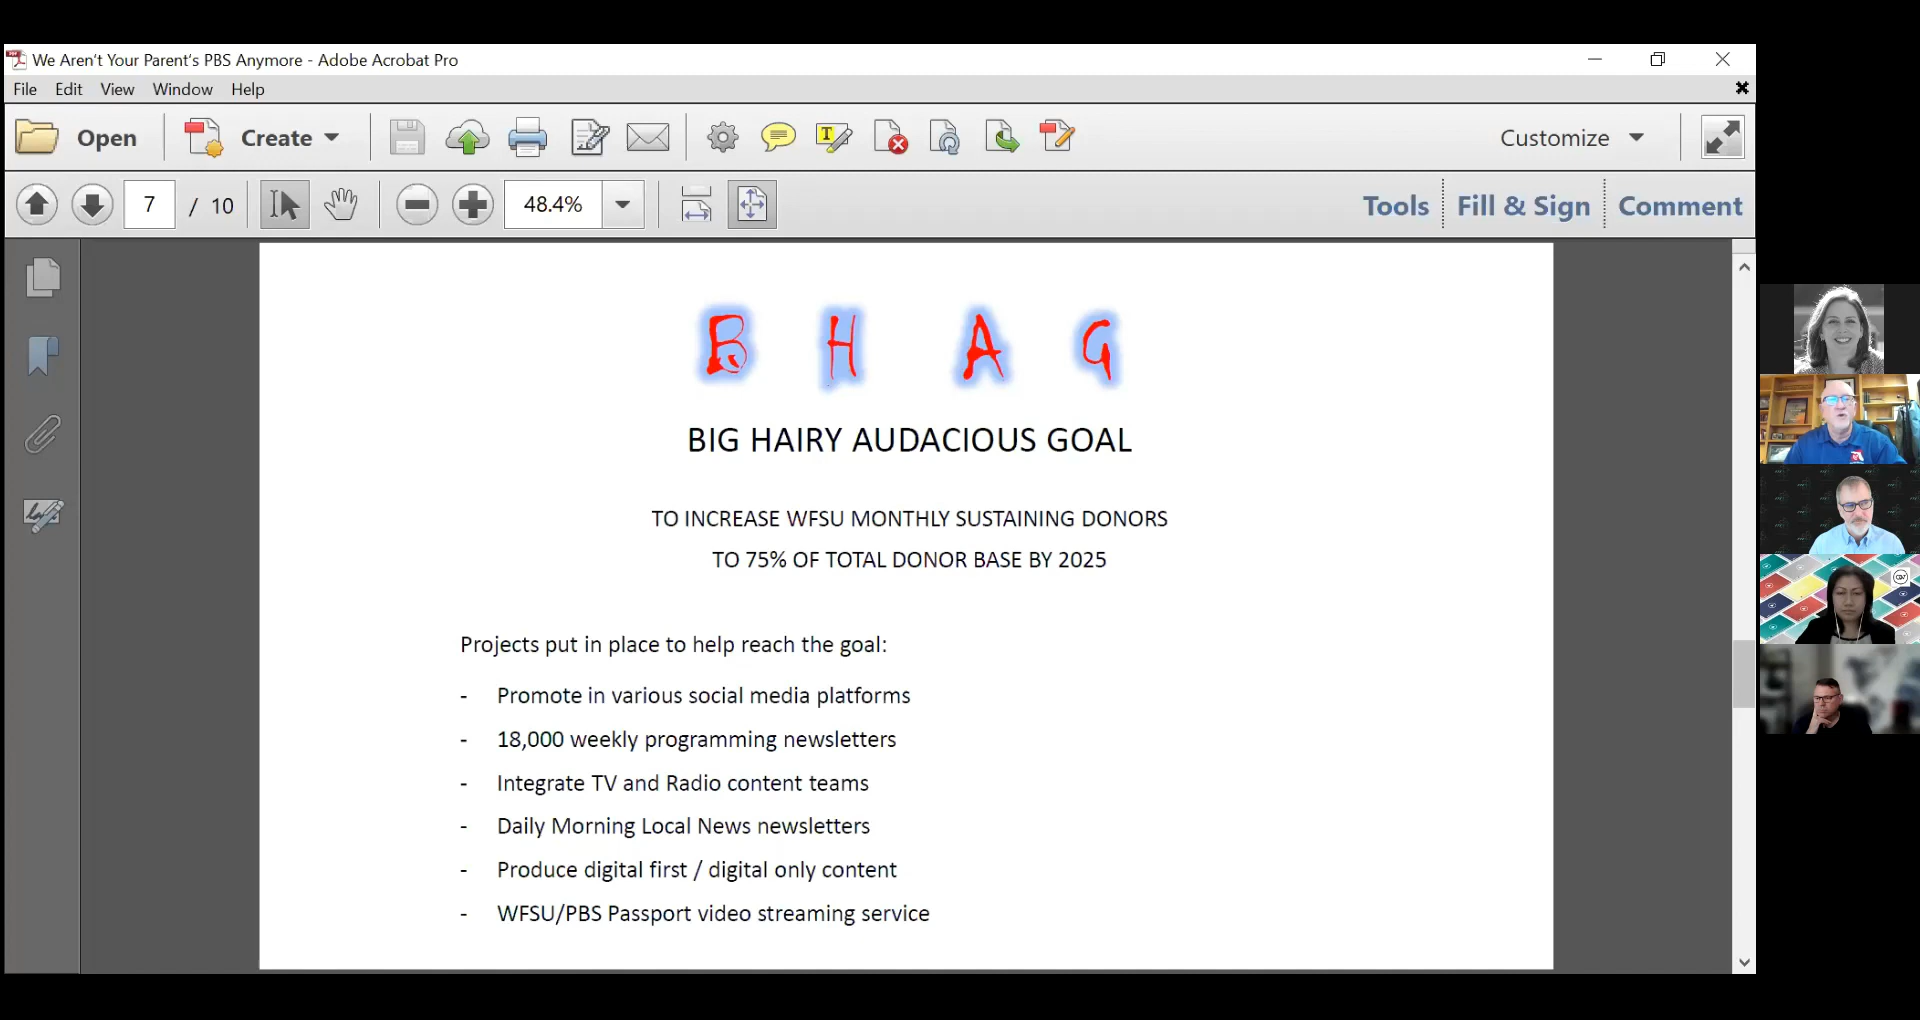 We Aren't Your Parent's PBS Anymore - Adobe Acrobat Pro
File Edit View Window Help
Open Create Customize
7 / 10 48.4% Tools Fill & Sign Comment
B H A G
BIG HAIRY AUDACIOUS GOAL
TO INCREASE WFSU MONTHLY SUSTAINING DONORS
TO 75% OF TOTAL DONOR BASE BY 2025
Projects put in place to help reach the goal:
- Promote in various social media platforms
- 18,000 weekly programming newsletters
- Integrate TV and Radio content teams
- Daily Morning Local News newsletters
- Produce digital first / digital only content
- WFSU/PBS Passport video streaming service